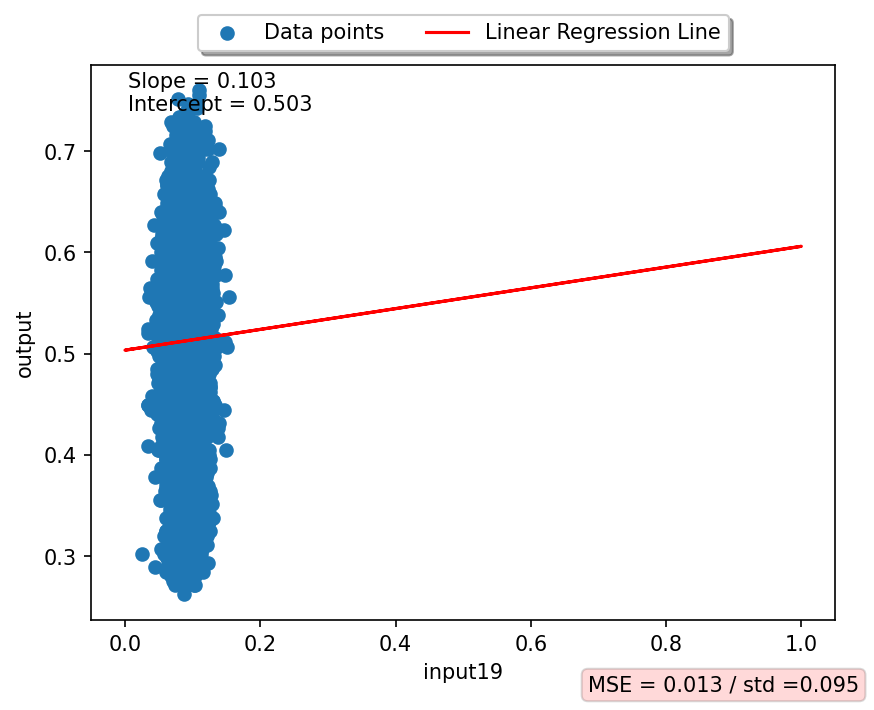 Data points
Linear Regression Line
Slope = 0.103
Intercept = 0.503
0.7
0.6
0.5
0.4
0.3
output
0.0 0.2 0.4 0.6 0.8 1.0
input19
MSE = 0.013 / std =0.095